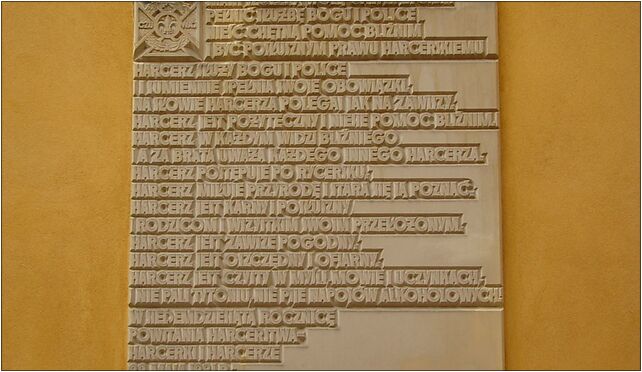 CZU WAJ
PEŁNIĆ SŁUŻBĘ BOGU I POLSCE
NIEŚĆ CHĘTNĄ POMOC BLIŹNIM
I BYĆ POSŁUSZNYM PRAWU HARCERSKIEMU
HARCERZ SŁUŻY BOGU I POLSCE
I SUMIENNIE SPEŁNIA SWOJE OBOWIĄZKI,
NA SŁOWIE HARCERZA POLEGAJ JAK NA ZAWISZY,
HARCERZ JEST POŻYTECZNY I NIESIE POMOC BLIŹNIM,
HARCERZ W KAŻDYM WIDZI BLIŹNIEGO
I ZA BRATA UWAŻA KAŻDEGO INNEGO HARCERZA,
HARCERZ POSTĘPUJE PO RYCERSKU,
HARCERZ MIŁUJE PRZYRODĘ I STARA SIĘ JĄ POZNAĆ,
HARCERZ JEST KARNY I POSŁUSZNY
RODZICOM I WSZYSTKIM SWOIM PRZEŁOŻONYM,
HARCERZ JEST ZAWSZE POGODNY,
HARCERZ JEST OSZCZĘDNY I OFIARNY,
HARCERZ JEST CZYSTY W MYŚLI, MOWIE I UCZYNKACH,
NIE PALI TYTONIU, NIE PIJE NAPOJÓW ALKOHOLOWYCH.
W SIEDEMDZIESIĄTĄ ROCZNICĘ
POWSTANIA HARCERSTWA
HARCERKI I HARCERZE